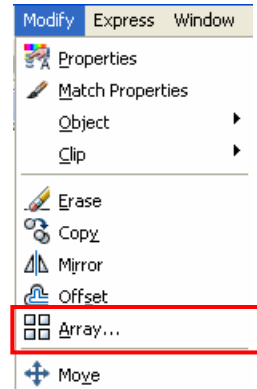 Modify Express Window
Properties
Match Properties
Object
Clip
Erase
Copy
Mirror
Offset
Array...
Move